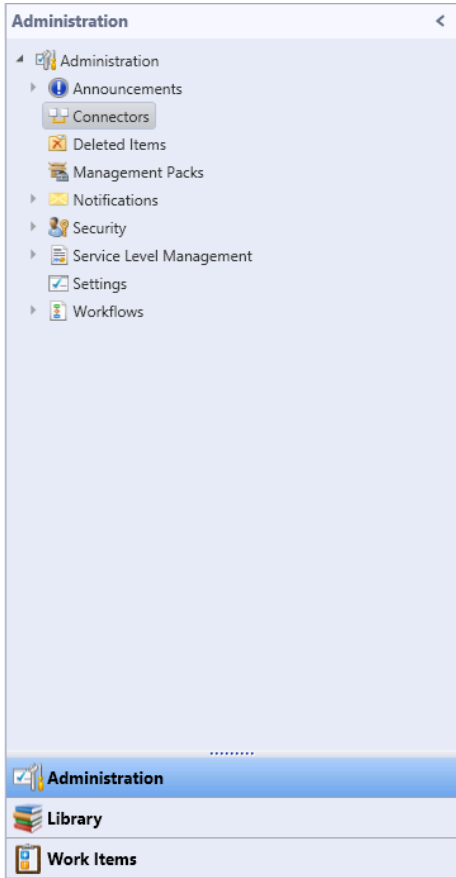 Administration
Administration
Announcements
Connectors
Deleted Items
Management Packs
Notifications
Security
Service Level Management
Settings
Workflows
Administration
Library
Work Items